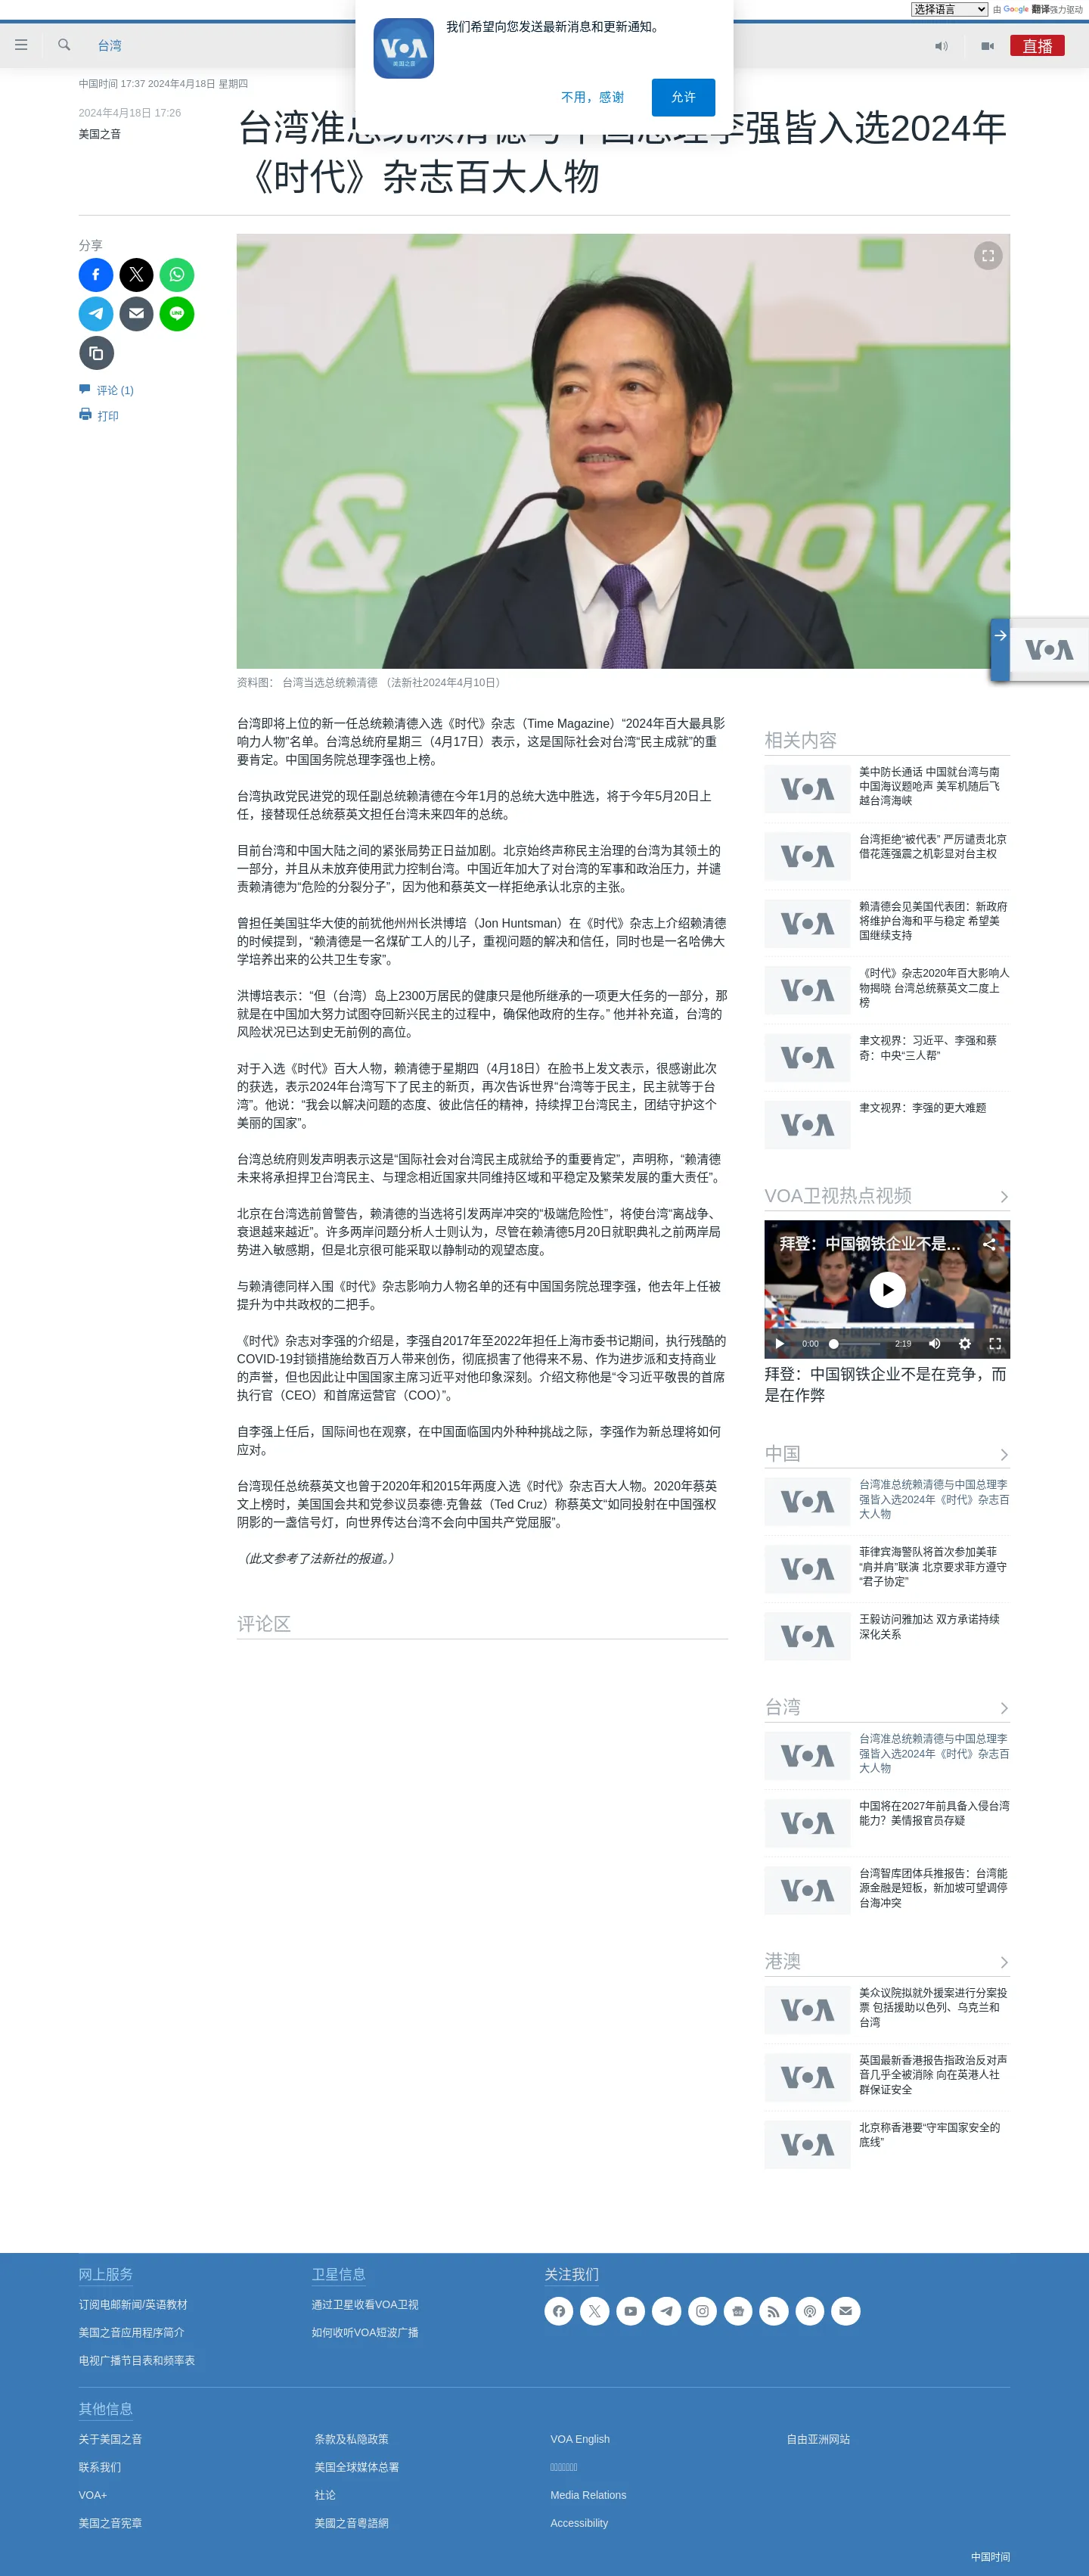 选择语言
由 Google 翻译强力驱动
VOA
美国之音
我们希望向您发送最新消息和更新通知。
不用，感谢
允许
台湾
直播
中国时间 17:37 2024年4月18日 星期四
2024年4月18日 17:26
美国之音
李强皆入选2024年
《时代》杂志百大人物
分享
评论 (1)
打印
资料图： 台湾当选总统赖清德 （法新社2024年4月10日）
VOA
台湾即将上位的新一任总统赖清德入选《时代》杂志（Time Magazine）“2024年百大最具影
响力人物”名单。台湾总统府星期三（4月17日）表示，这是国际社会对台湾“民主成就”的重
要肯定。中国国务院总理李强也上榜。
台湾执政党民进党的现任副总统赖清德在今年1月的总统大选中胜选，将于今年5月20日上
任，接替现任总统蔡英文担任台湾未来四年的总统。
目前台湾和中国大陆之间的紧张局势正日益加剧。北京始终声称民主治理的台湾为其领土的
一部分，并且从未放弃使用武力控制台湾。中国近年加大了对台湾的军事和政治压力，并谴
责赖清德为“危险的分裂分子”，因为他和蔡英文一样拒绝承认北京的主张。
曾担任美国驻华大使的前犹他州州长洪博培（Jon Huntsman）在《时代》杂志上介绍赖清德
的时候提到，“赖清德是一名煤矿工人的儿子，重视问题的解决和信任，同时也是一名哈佛大
学培养出来的公共卫生专家”。
洪博培表示：“但（台湾）岛上2300万居民的健康只是他所继承的一项更大任务的一部分，那
就是在中国加大努力试图夺回新兴民主的过程中，确保他政府的生存。” 他并补充道，台湾的
风险状况已达到史无前例的高位。
对于入选《时代》百大人物，赖清德于星期四（4月18日）在脸书上发文表示，很感谢此次
的获选，表示2024年台湾写下了民主的新页，再次告诉世界“台湾等于民主，民主就等于台
湾”。他说：“我会以解决问题的态度、彼此信任的精神，持续捍卫台湾民主，团结守护这个
美丽的国家”。
台湾总统府则发声明表示这是“国际社会对台湾民主成就给予的重要肯定”，声明称，“赖清德
未来将承担捍卫台湾民主、与理念相近国家共同维持区域和平稳定及繁荣发展的重大责任”。
北京在台湾选前曾警告，赖清德的当选将引发两岸冲突的“极端危险性”，将使台湾“离战争、
衰退越来越近”。许多两岸问题分析人士则认为，尽管在赖清德5月20日就职典礼之前两岸局
势进入敏感期，但是北京很可能采取以静制动的观望态度。
与赖清德同样入围《时代》杂志影响力人物名单的还有中国国务院总理李强，他去年上任被
提升为中共政权的二把手。
《时代》杂志对李强的介绍是，李强自2017年至2022年担任上海市委书记期间，执行残酷的
COVID-19封锁措施给数百万人带来创伤，彻底损害了他得来不易、作为进步派和支持商业
的声誉，但也因此让中国国家主席习近平对他印象深刻。介绍文称他是“令习近平敬畏的首席
执行官（CEO）和首席运营官（COO）”。
自李强上任后，国际间也在观察，在中国面临国内外种种挑战之际，李强作为新总理将如何
应对。
台湾现任总统蔡英文也曾于2020年和2015年两度入选《时代》杂志百大人物。2020年蔡英
文上榜时，美国国会共和党参议员泰德·克鲁兹（Ted Cruz）称蔡英文“如同投射在中国强权
阴影的一盏信号灯，向世界传达台湾不会向中国共产党屈服”。
（此文参考了法新社的报道。）
评论区
相关内容
VOA
美中防长通话 中国就台湾与南
中国海议题呛声 美军机随后飞
越台湾海峡
VOA
台湾拒绝“被代表” 严厉谴责北京
借花莲强震之机彰显对台主权
VOA
赖清德会见美国代表团：新政府
将维护台海和平与稳定 希望美
国继续支持
VOA
《时代》杂志2020年百大影响人
物揭晓 台湾总统蔡英文二度上
榜
VOA
聿文视界：习近平、李强和蔡
奇：中央“三人帮”
VOA
聿文视界：李强的更大难题
VOA卫视热点视频
拜登：中国钢铁企业不是...
0:00
2:19
拜登：中国钢铁企业不是在竞争，而
是在作弊
中国
VOA
台湾准总统赖清德与中国总理李
强皆入选2024年《时代》杂志百
大人物
VOA
菲律宾海警队将首次参加美菲
“肩并肩”联演 北京要求菲方遵守
“君子协定”
VOA
王毅访问雅加达 双方承诺持续
深化关系
台湾
VOA
台湾准总统赖清德与中国总理李
强皆入选2024年《时代》杂志百
大人物
VOA
中国将在2027年前具备入侵台湾
能力？美情报官员存疑
VOA
台湾智库团体兵推报告：台湾能
源金融是短板，新加坡可望调停
台海冲突
港澳
VOA
美众议院拟就外援案进行分案投
票 包括援助以色列、乌克兰和
台湾
VOA
英国最新香港报告指政治反对声
音几乎全被消除 向在英港人社
群保证安全
VOA
北京称香港要“守牢国家安全的
底线”
网上服务
订阅电邮新闻/英语教材
美国之音应用程序简介
电视广播节目表和频率表
卫星信息
通过卫星收看VOA卫视
如何收听VOA短波广播
关注我们
其他信息
关于美国之音
联系我们
VOA+
美国之音宪章
条款及私隐政策
美国全球媒体总署
社论
美國之音粵語網
VOA English
Media Relations
Accessibility
自由亚洲网站
中国时间